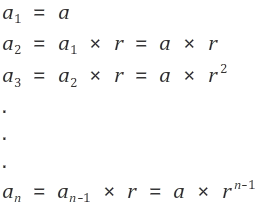 a₁ = a
a₂ = a₁ × r = a × r
a₃ = a₂ × r = a × r²
.
.
.
aₙ = aₙ₋₁ × r = a × rⁿ⁻¹